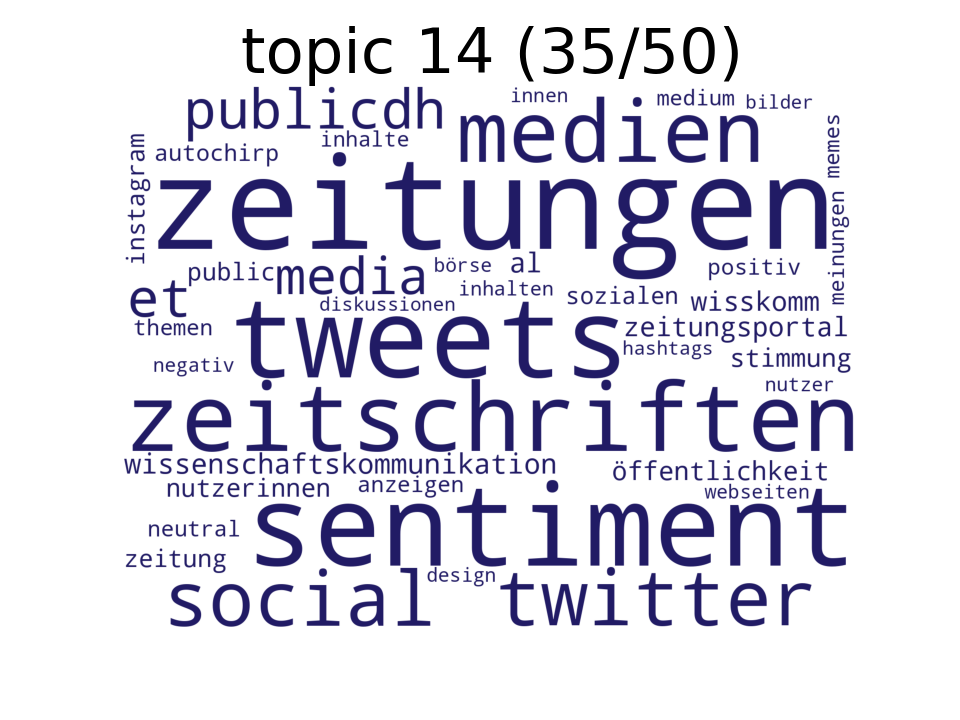 topic 14 (35/50)
publicdh
innen
medium
bilder
medien
inhalte
autochirp
instagram
memes
zeitungen
meinungen
public
media
börse
al
positiv
et
inhalten
sozialen
wisskomm
diskussionen
themen
tweets
zeitungsportal
hashtags
stimmung
negativ
nutzer
zeitschriften
wissenschaftskommunikation
öffentlichkeit
nutzerinnen
anzeigen
webseiten
sentiment
neutral
zeitung
social
design
twitter